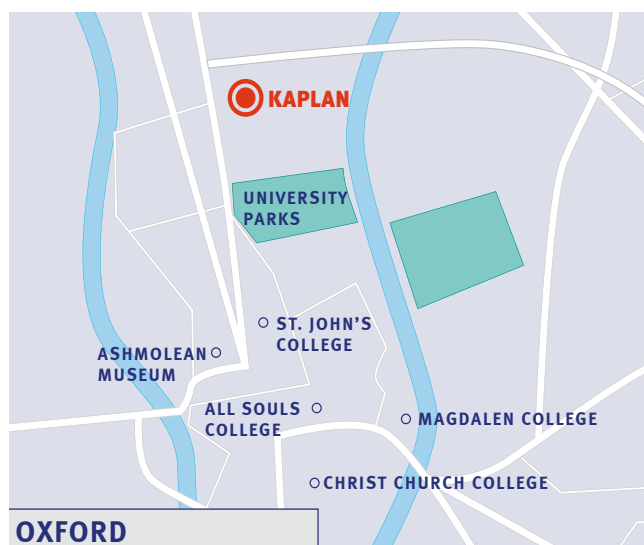 KAPLAN
UNIVERSITY
PARKS
ST. JOHN'S
COLLEGE
ASHMOLEAN
MUSEUM
ALL SOULS
COLLEGE
MAGDALEN COLLEGE
CHRIST CHURCH COLLEGE
OXFORD